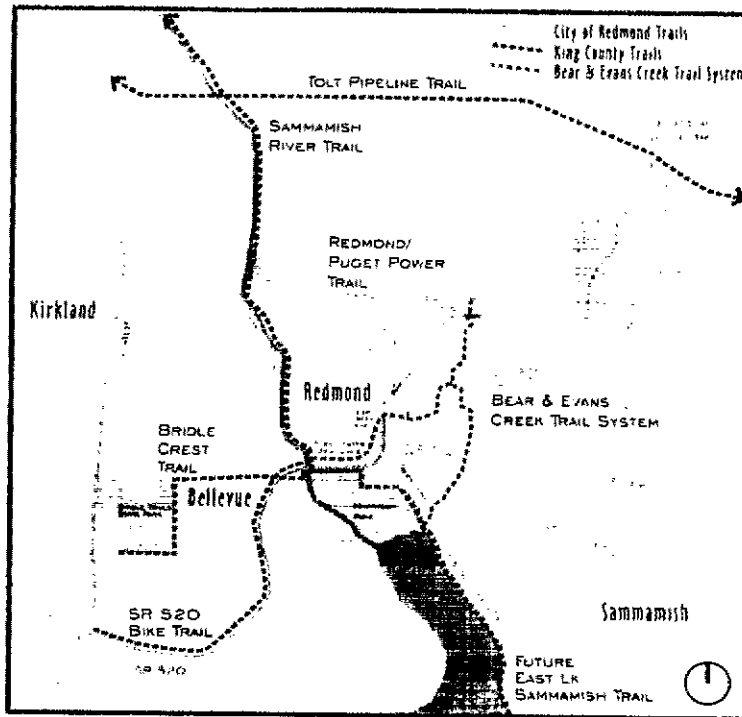 City of Redmond Trails
King County Trails
Bear & Evans Creek Trail System
TOLT PIPELINE TRAIL
SAMMAMISH
RIVER TRAIL
REDMOND/
PUGET POWER
TRAIL
Kirkland
Redmond
BEAR & EVANS
CREEK TRAIL SYSTEM
BRIDLE
CREST
TRAIL
Bellevue
SR 520
BIKE TRAIL
SR 520
Sammamish
FUTURE
EAST LK
SAMMAMISH TRAIL